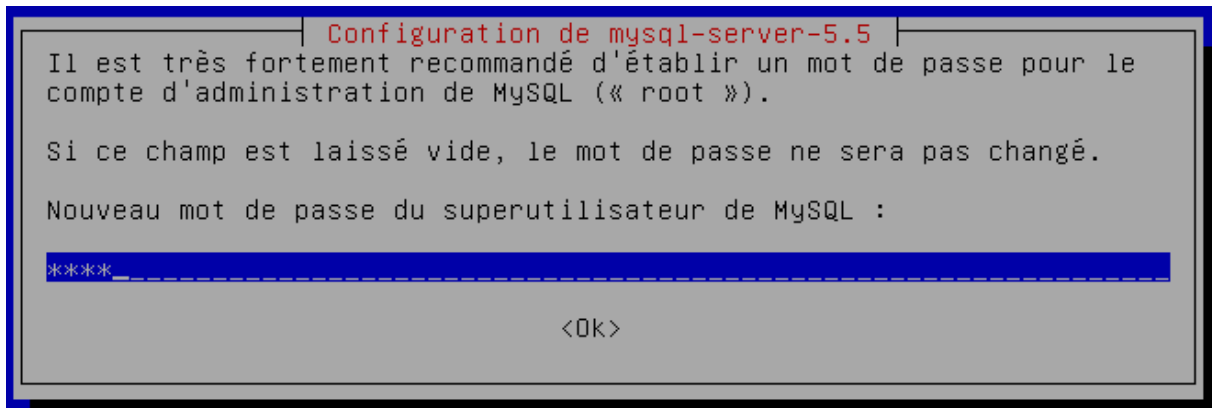 Configuration de mysql-server-5.5
Il est très fortement recommandé d'établir un mot de passe pour le
compte d'administration de MySQL (« root »).
Si ce champ est laissé vide, le mot de passe ne sera pas changé.
Nouveau mot de passe du superutilisateur de MySQL :
****_
<Ok>